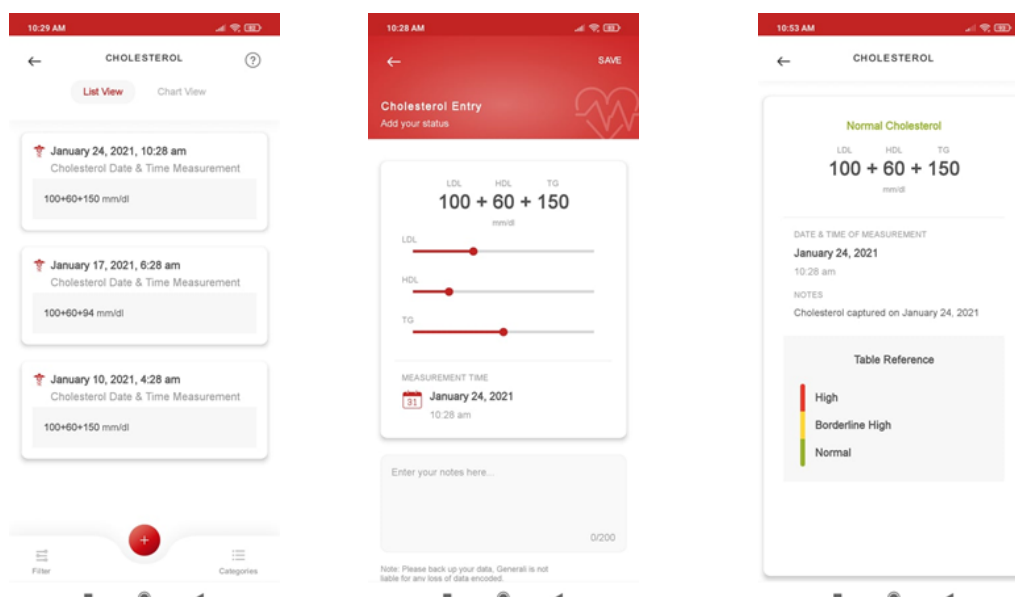 10:29 AM
CHOLESTEROL
?
List View Chart View
January 24, 2021, 10:28 am
Cholesterol Date & Time Measurement
100+60+150 mm/dl
January 17, 2021, 6:28 am
Cholesterol Date & Time Measurement
100+60+94 mm/dl
January 10, 2021, 4:28 am
Cholesterol Date & Time Measurement
100+60+150 mm/dl
+
Filter Categories
10:28 AM
SAVE
Cholesterol Entry
Add your status
LDL HDL TG
100 + 60 + 150
mm/dl
LDL
HDL
TG
MEASUREMENT TIME
31 January 24, 2021
10:28 am
Enter your notes here...
0/200
Note: Please back up your data, Generali is not
liable for any loss of data encoded.
10:53 AM
CHOLESTEROL
Normal Cholesterol
LDL HDL TG
100 + 60 + 150
mm/dl
DATE & TIME OF MEASUREMENT
January 24, 2021
10:28 am
NOTES
Cholesterol captured on January 24, 2021
Table Reference
High
Borderline High
Normal